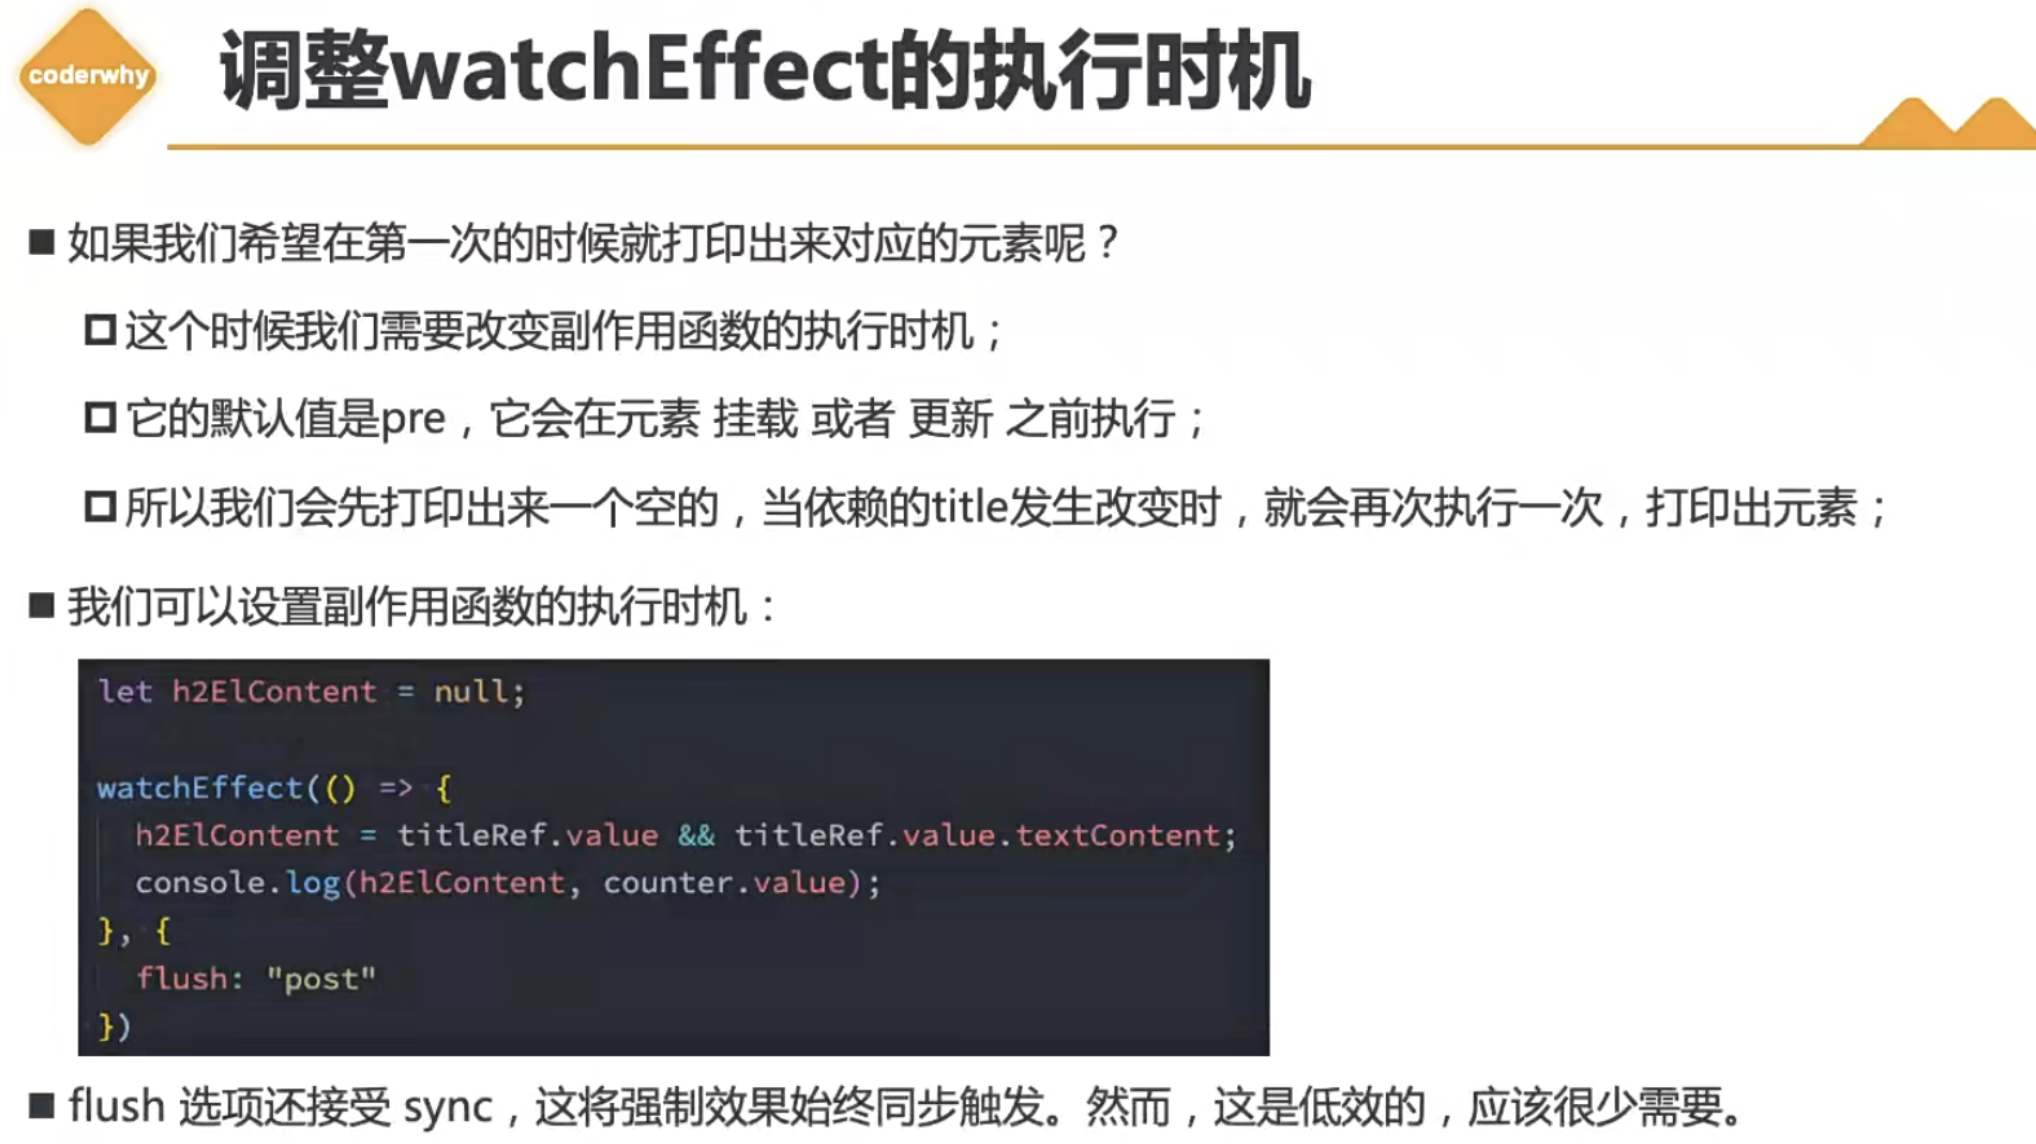 coderwhy
调整watchEffect的执行时机
■ 如果我们希望在第一次的时候就打印出来对应的元素呢？
这个时候我们需要改变副作用函数的执行时机；
它的默认值是pre，它会在元素 挂载 或者 更新 之前执行；
所以我们会先打印出来一个空的，当依赖的title发生改变时，就会再次执行一次，打印出元素；
■ 我们可以设置副作用函数的执行时机：
let h2ElContent = null;
watchEffect(() => {
  h2ElContent = titleRef.value && titleRef.value.textContent;
  console.log(h2ElContent, counter.value);
}, {
  flush: "post"
})
■ flush 选项还接受 sync，这将强制效果始终同步触发。然而，这是低效的，应该很少需要。